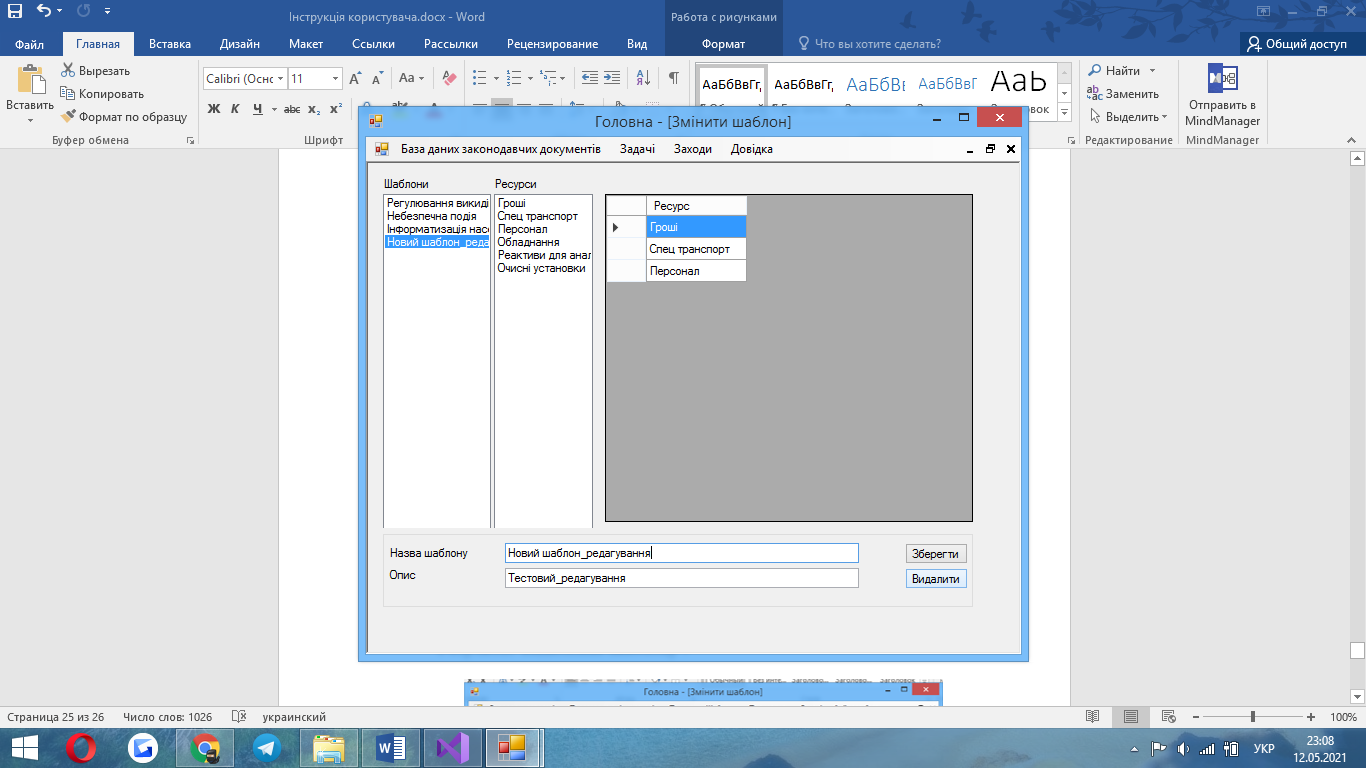 Інструкція користувача.docx - Word
Работа с рисунками
Файл Главная Вставка Дизайн Макет Ссылки Рассылки Рецензирование Вид Формат Что вы хотите сделать? Общий доступ
Вставить
Вырезать
Копировать
Формат по образцу
Буфер обмена
Calibri (Оснс 11
Ж К Ч abc x₂ x²
Шрифт
АаБбВвГг, АаБбВвГг, АаБбВв АаБбВвГ АаЬ
Найти
Заменить
Выделить
Редактирование
Отправить в
MindManager
MindManager
Головна - [Змінити шаблон]
База даних законодавчих документів Задачі Заходи Довідка
Шаблони
Регулювання викиді
Небезпечна подія
Інформатизація насе
Новий шаблон_реда
Ресурси
Гроші
Спец транспорт
Персонал
Обладнання
Реактиви для анал
Очисні установки
Ресурс
Гроші
Спец транспорт
Персонал
Назва шаблону Новий шаблон_редагування Зберегти
Опис Тестовий_редагування Видалити
Головна - [Змінити шаблон]
Страница 25 из 26 Число слов: 1026 украинский 100%
УКР
23:08
12.05.2021